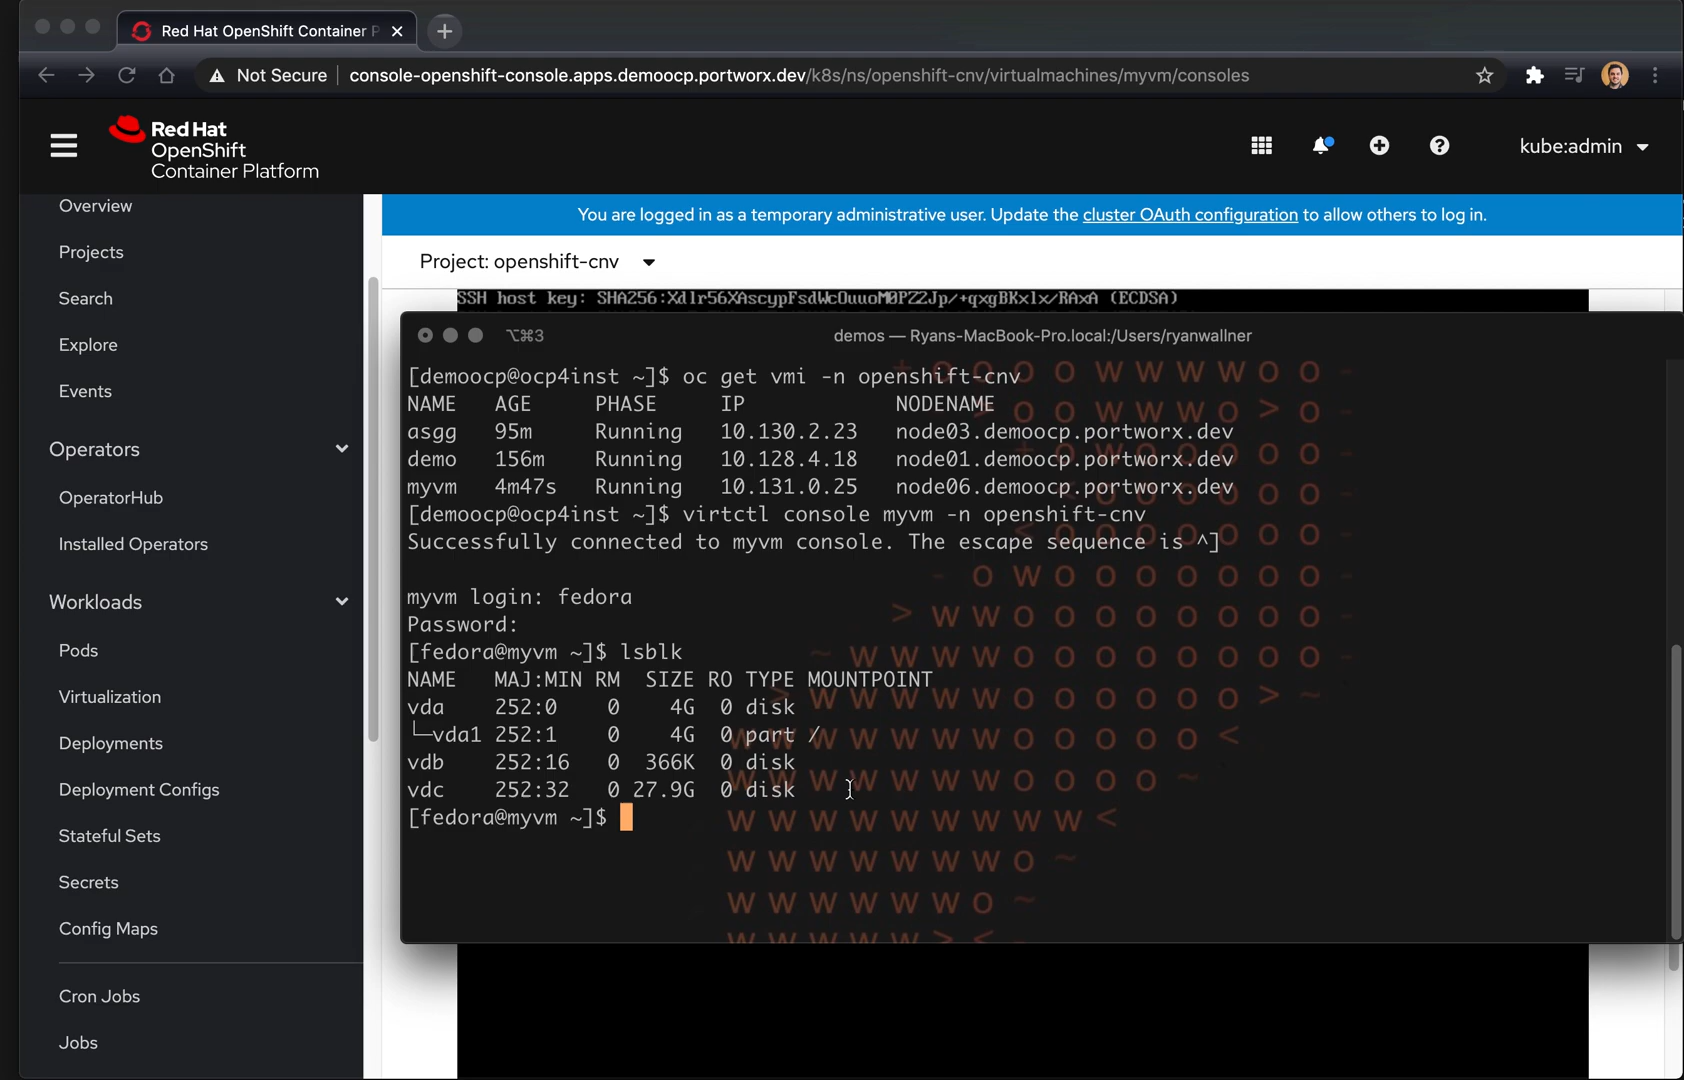 Red Hat OpenShift Container P
Not Secure
console-openshift-console.apps.demoocp.portworx.dev/k8s/ns/openshift-cnv/virtualmachines/myvm/consoles
Red Hat
OpenShift
Container Platform
kube:admin
Overview
Projects
Search
Explore
Events
Operators
OperatorHub
Installed Operators
Workloads
Pods
Virtualization
Deployments
Deployment Configs
Stateful Sets
Secrets
Config Maps
Cron Jobs
Jobs
You are logged in as a temporary administrative user. Update the cluster OAuth configuration to allow others to log in.
Project: openshift-cnv
SSH host key:
(ECDSA)
⌥⌘3
demos — Ryans-MacBook-Pro.local:/Users/ryanwallner
[demoocp@ocp4inst ~]$ oc get vmi -n openshift-cnv
NAME AGE PHASE IP NODENAME
asgg 95m Running 10.130.2.23 node03.demoocp.portworx.dev
demo 156m Running 10.128.4.18 node01.demoocp.portworx.dev
myvm 4m47s Running 10.131.0.25 node06.demoocp.portworx.dev
[demoocp@ocp4inst ~]$ virtctl console myvm -n openshift-cnv
Successfully connected to myvm console. The escape sequence is ^]
myvm login: fedora
Password:
[fedora@myvm ~]$ lsblk
NAME MAJ:MIN RM SIZE RO TYPE MOUNTPOINT
vda 252:0 0 4G 0 disk
└─vda1 252:1 0 4G 0 part /
vdb 252:16 0 366K 0 disk
vdc 252:32 0 27.9G 0 disk
[fedora@myvm ~]$